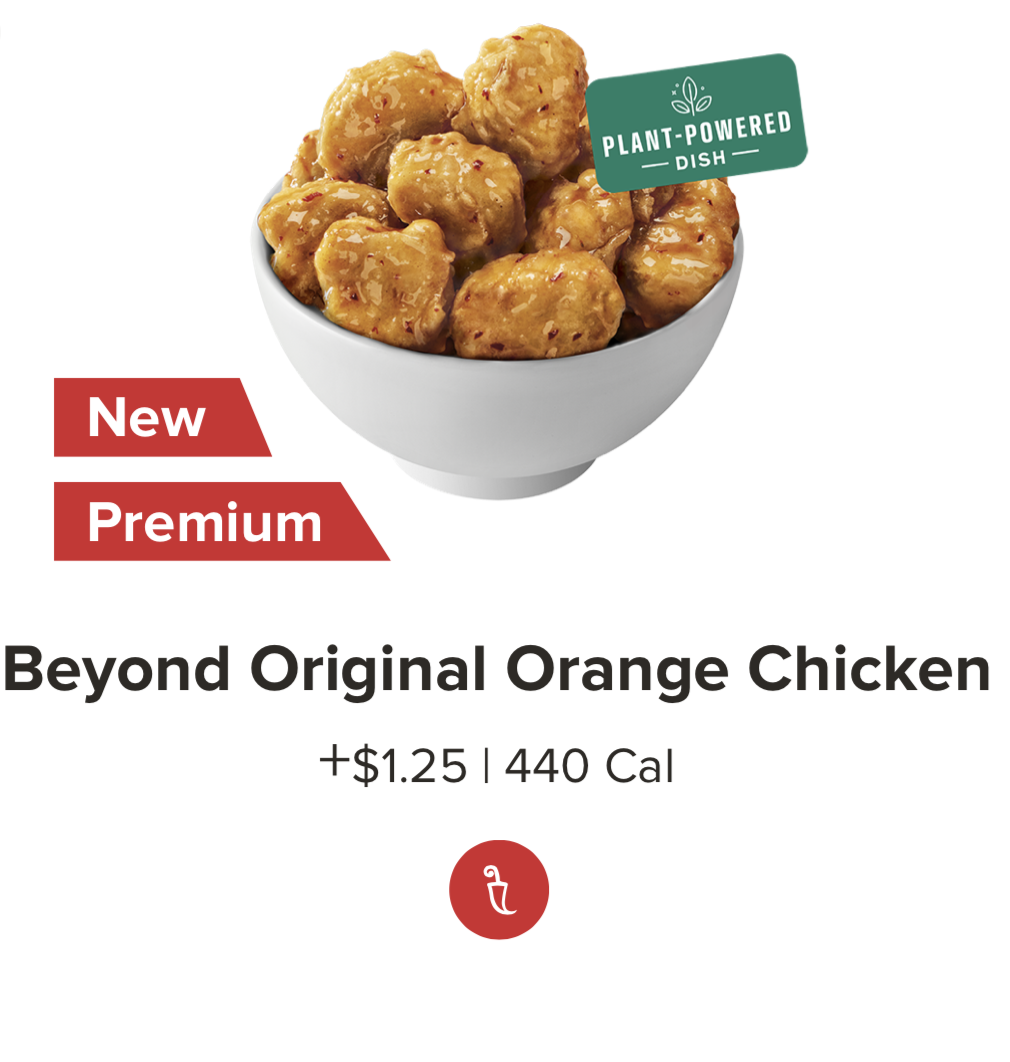 PLANT-POWERED
DISH
New
Premium
Beyond Original Orange Chicken
+$1.25 | 440 Cal